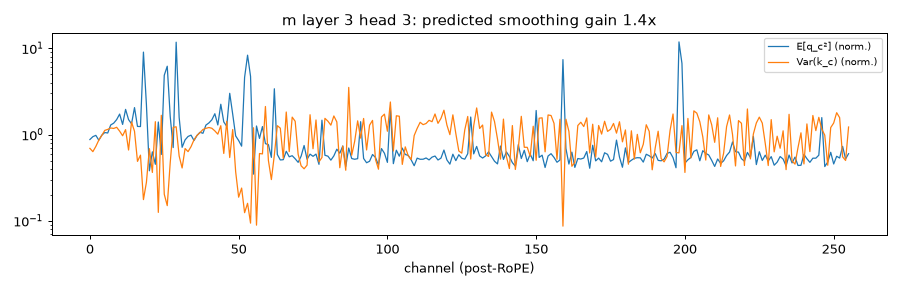 m layer 3 head 3: predicted smoothing gain 1.4x
E[q_c²] (norm.)
Var(k_c) (norm.)
10¹
10⁰
10⁻¹
0 50 100 150 200 250
channel (post-RoPE)